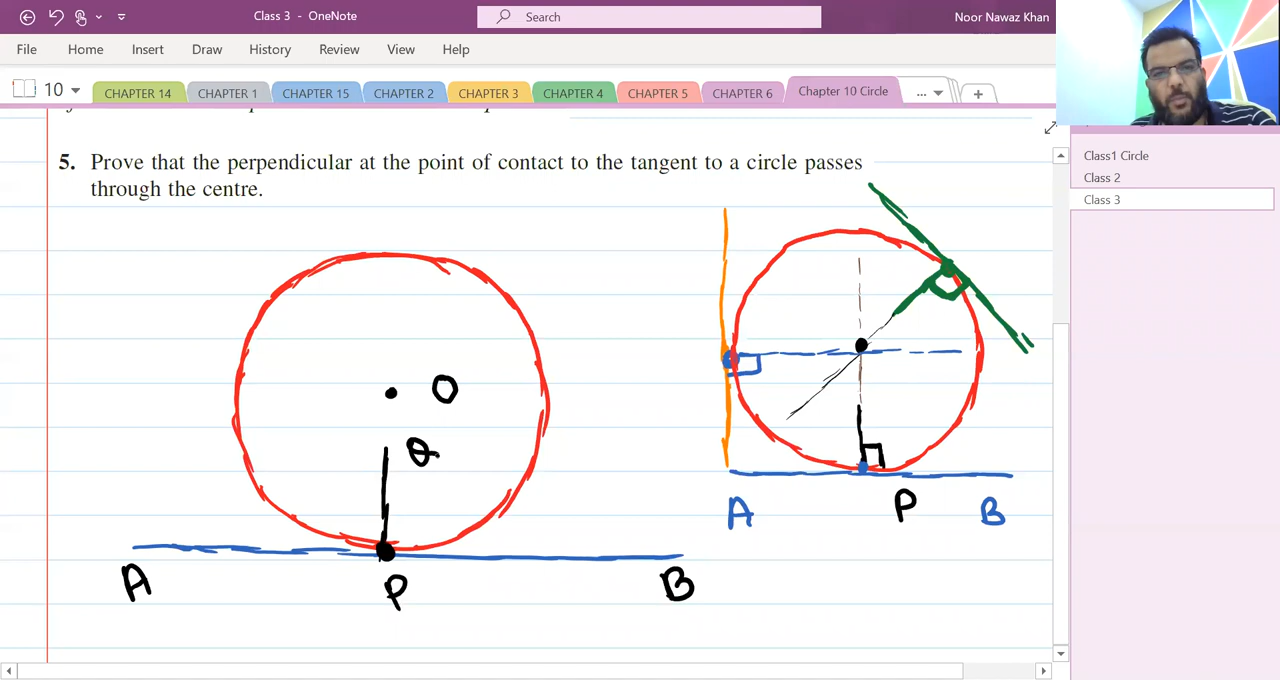 Class 3 - OneNote
Search
Noor Nawaz Khan
File Home Insert Draw History Review View Help
10
CHAPTER 14 CHAPTER 1 CHAPTER 15 CHAPTER 2 CHAPTER 3 CHAPTER 4 CHAPTER 5 CHAPTER 6 Chapter 10 Circle ... +
Class1 Circle
Class 2
Class 3
5. Prove that the perpendicular at the point of contact to the tangent to a circle passes
through the centre.
O
Q
A P B
A P B